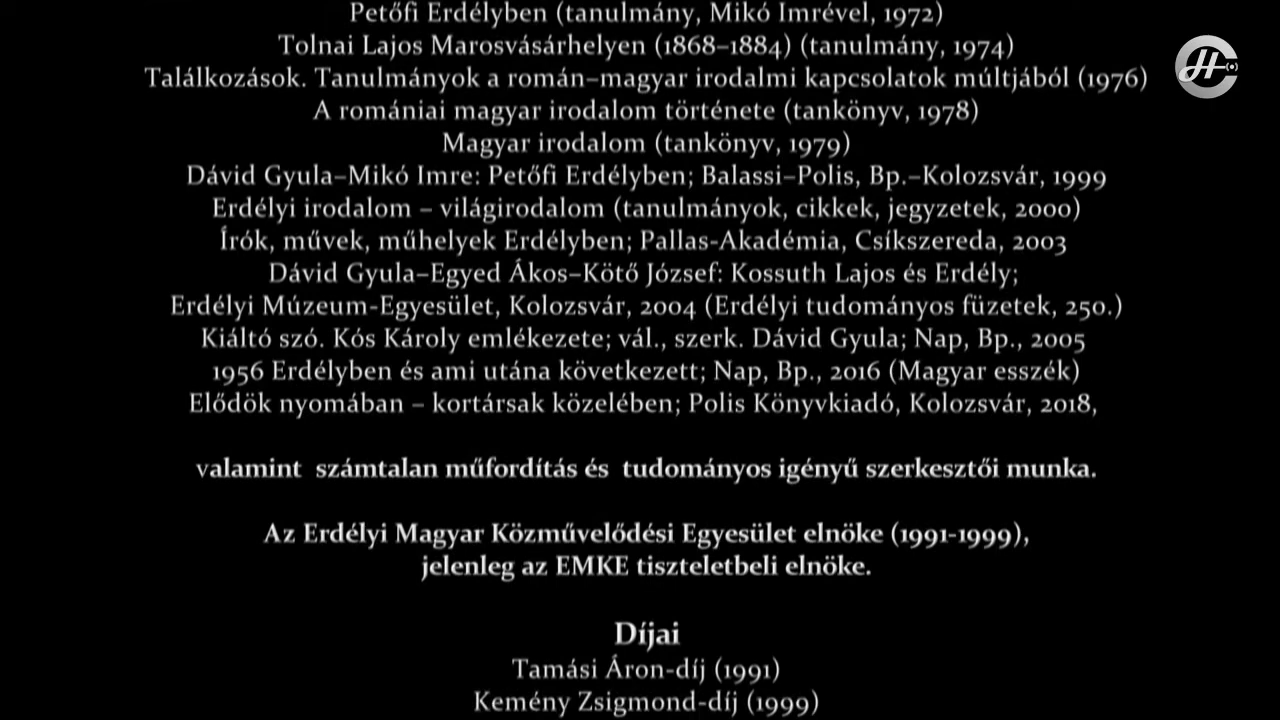 Petőfi Erdélyben (tanulmány, Mikó Imrével, 1972)
Tolnai Lajos Marosvásárhelyen (1868–1884) (tanulmány, 1974)
Találkozások. Tanulmányok a román–magyar irodalmi kapcsolatok múltjából (1976)
A romániai magyar irodalom története (tankönyv, 1978)
Magyar irodalom (tankönyv, 1979)
Dávid Gyula–Mikó Imre: Petőfi Erdélyben; Balassi–Polis, Bp.–Kolozsvár, 1999
Erdélyi irodalom – világirodalom (tanulmányok, cikkek, jegyzetek, 2000)
Írók, művek, műhelyek Erdélyben; Pallas-Akadémia, Csíkszereda, 2003
Dávid Gyula–Egyed Ákos–Kötő József: Kossuth Lajos és Erdély;
Erdélyi Múzeum-Egyesület, Kolozsvár, 2004 (Erdélyi tudományos füzetek, 250.)
Kiáltó szó. Kós Károly emlékezete; vál., szerk. Dávid Gyula; Nap, Bp., 2005
1956 Erdélyben és ami utána következett; Nap, Bp., 2016 (Magyar esszék)
Elődök nyomában – kortársak közelében; Polis Könyvkiadó, Kolozsvár, 2018,
valamint számtalan műfordítás és tudományos igényű szerkesztői munka.
Az Erdélyi Magyar Közművelődési Egyesület elnöke (1991-1999),
jelenleg az EMKE tiszteletbeli elnöke.
Díjai
Tamási Áron-díj (1991)
Kemény Zsigmond-díj (1999)